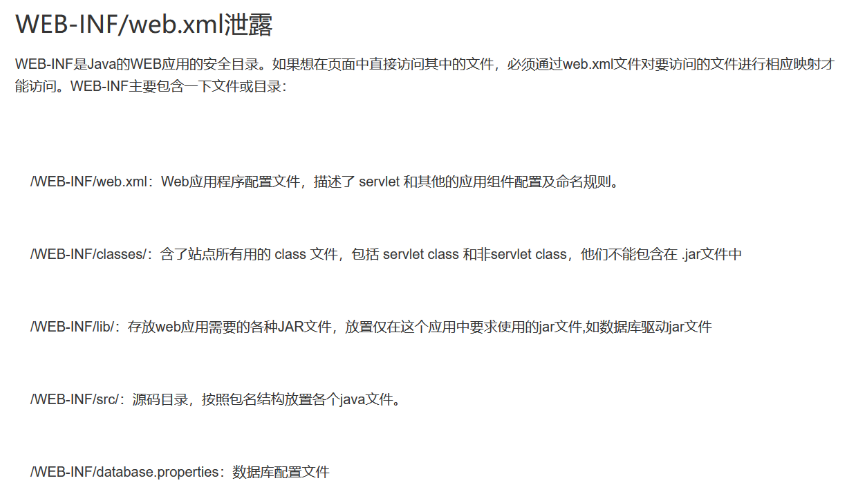 WEB-INF/web.xml泄露
WEB-INF是Java的WEB应用的安全目录。如果想在页面中直接访问其中的文件，必须通过web.xml文件对要访问的文件进行相应映射才
能访问。WEB-INF主要包含一下文件或目录：
/WEB-INF/web.xml：Web应用程序配置文件，描述了 servlet 和其他的应用组件配置及命名规则。
/WEB-INF/classes/：含了站点所有用的 class 文件，包括 servlet class 和非servlet class，他们不能包含在 .jar文件中
/WEB-INF/lib/：存放web应用需要的各种JAR文件，放置仅在这个应用中要求使用的jar文件,如数据库驱动jar文件
/WEB-INF/src/：源码目录，按照包名结构放置各个java文件。
/WEB-INF/database.properties：数据库配置文件